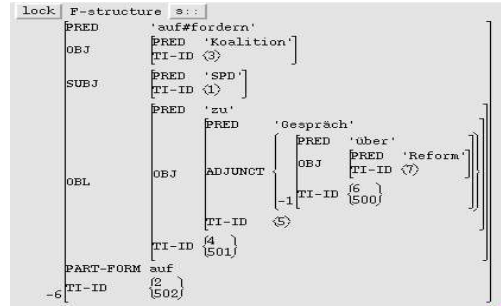 lock F-structure s::
PRED 'auf#fordern'
OBJ PRED 'Koalition'
TI-ID {3}
SUBJ PRED 'SPD'
TI-ID {1}
PRED 'zu'
PRED 'Gespräch'
PRED 'über'
OBJ PRED 'Reform'
TI-ID {7}
OBL OBJ ADJUNCT
-1 TI-ID {6
500}
TI-ID {5}
TI-ID {4
501}
PART-FORM auf
-6 TI-ID {2
502}